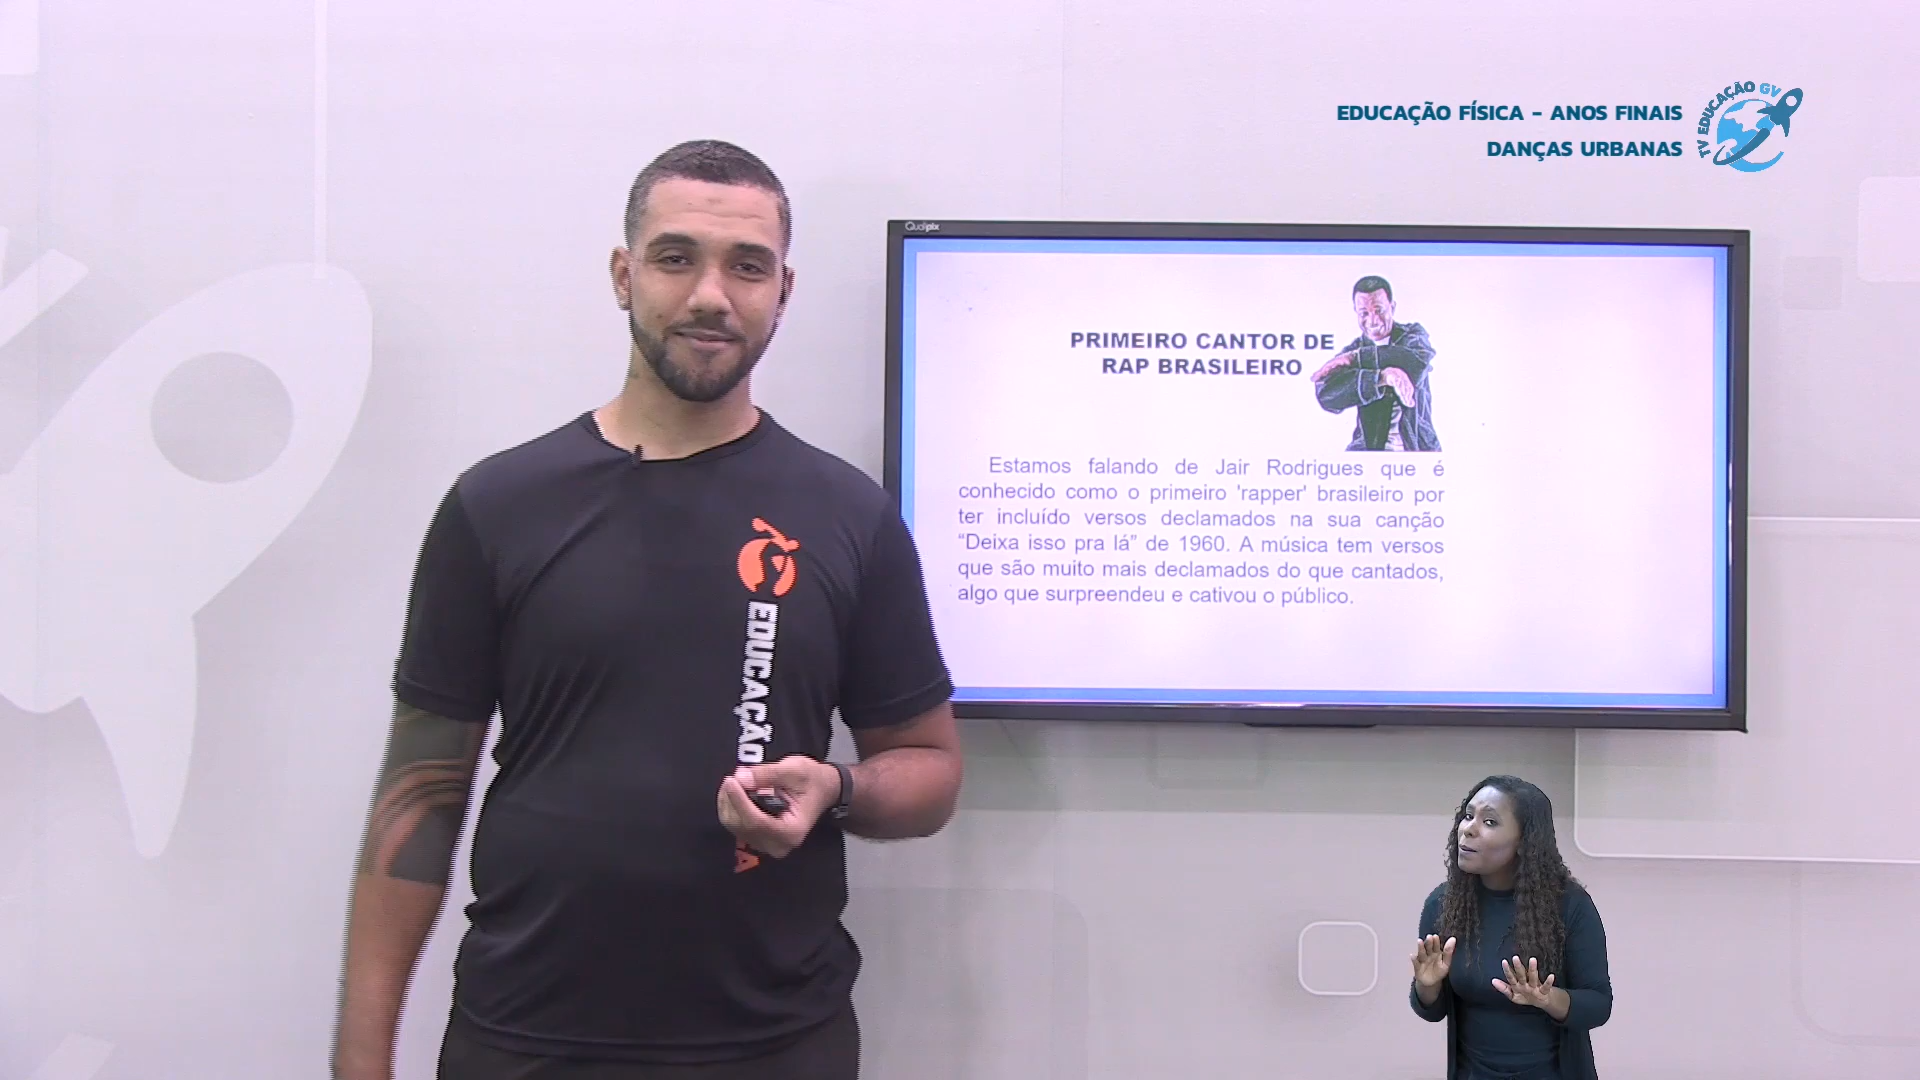 EDUCAÇÃO FÍSICA - ANOS FINAIS
DANÇAS URBANAS
TV EDUCAÇÃO GV
Qualipix
PRIMEIRO CANTOR DE
RAP BRASILEIRO
Estamos falando de Jair Rodrigues que é
conhecido como o primeiro 'rapper' brasileiro por
ter incluído versos declamados na sua canção
“Deixa isso pra lá” de 1960. A música tem versos
que são muito mais declamados do que cantados,
algo que surpreendeu e cativou o público.
EDUCAÇÃO